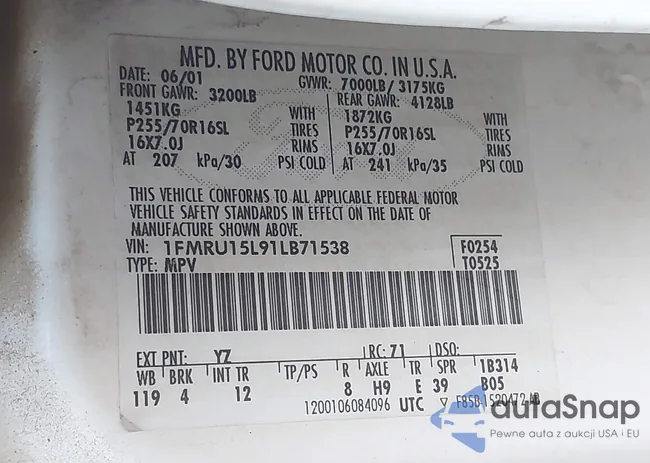 MFD. BY FORD MOTOR CO. IN U.S.A.
DATE: 06/01 GVWR: 7000LB/ 3175KG
FRONT GAWR: 3200LB REAR GAWR: 4128LB
1451KG WITH 1872KG WITH
P255/70R16SL TIRES P255/70R16SL TIRES
16X7.0J RIMS 16X7.0J RIMS
AT 207 kPa/30 PSI COLD AT 241 kPa/35 PSI COLD
THIS VEHICLE CONFORMS TO ALL APPLICABLE FEDERAL MOTOR
VEHICLE SAFETY STANDARDS IN EFFECT ON THE DATE OF
MANUFACTURE SHOWN ABOVE.
VIN: 1FMRU15L91LB71538 F0254
TYPE: MPV T0525
EXT PNT: YZ RC: 71 DSO:
WB BRK INT TR TP/PS R AXLE TR SPR 1B314
119 4 12 8 H9 E 39 B05
1200106084096 UTC ▽ F85B-1520472-AB
autoSnap
Pewne auta z aukcji USA i EU